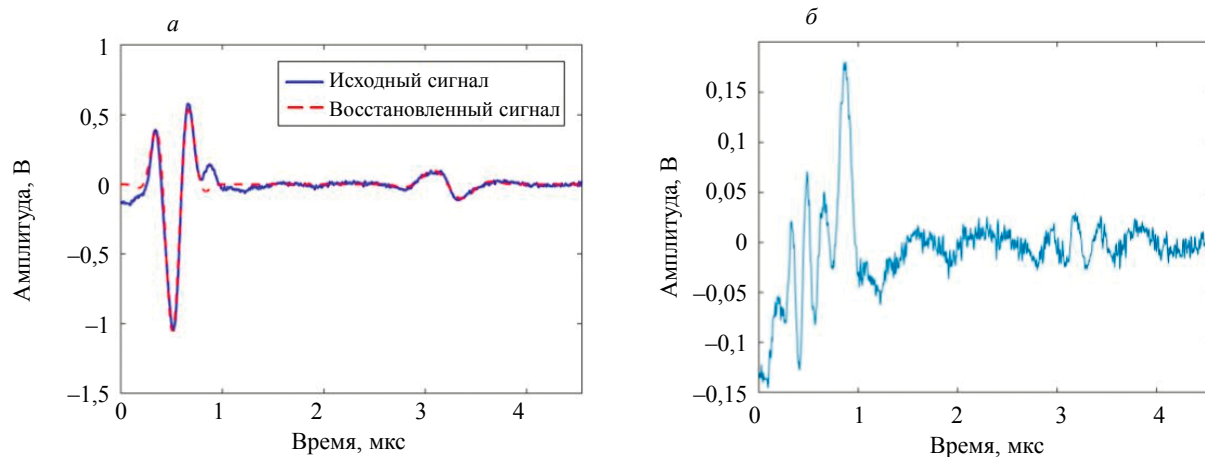 а
1
0,5
0
–0,5
–1
–1,5
0 1 2 3 4
Амплитуда, В
Время, мкс
Исходный сигнал
Восстановленный сигнал
б
0,15
0,1
0,05
0
–0,05
–0,1
–0,15
0 1 2 3 4
Амплитуда, В
Время, мкс